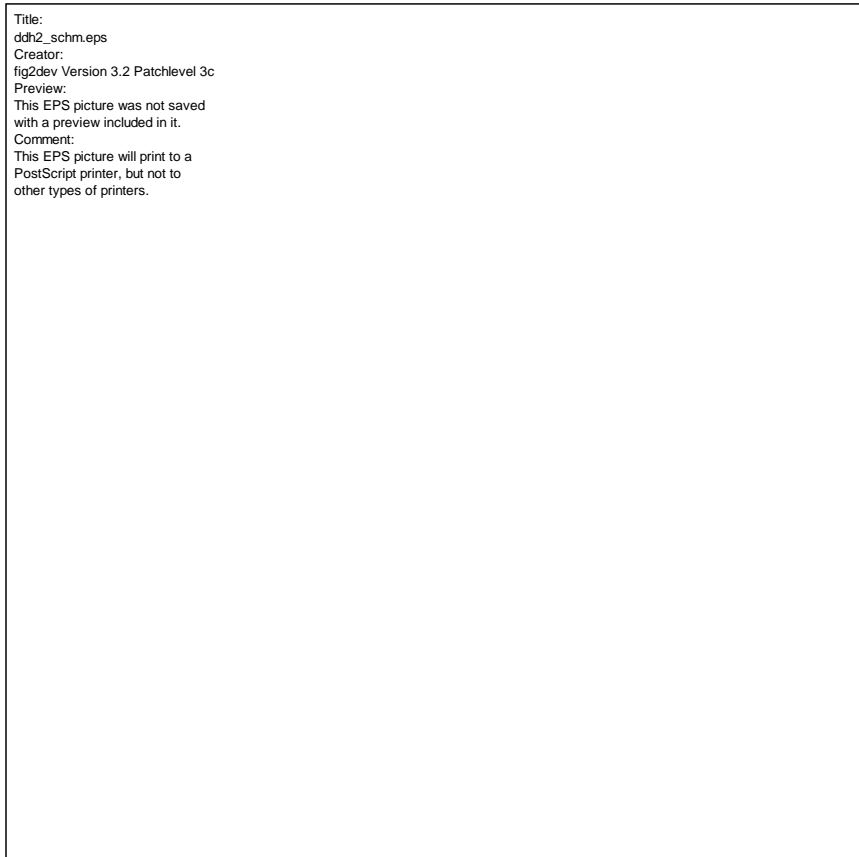 Title:
ddh2_schm.eps
Creator:
fig2dev Version 3.2 Patchlevel 3c
Preview:
This EPS picture was not saved
with a preview included in it.
Comment:
This EPS picture will print to a
PostScript printer, but not to
other types of printers.